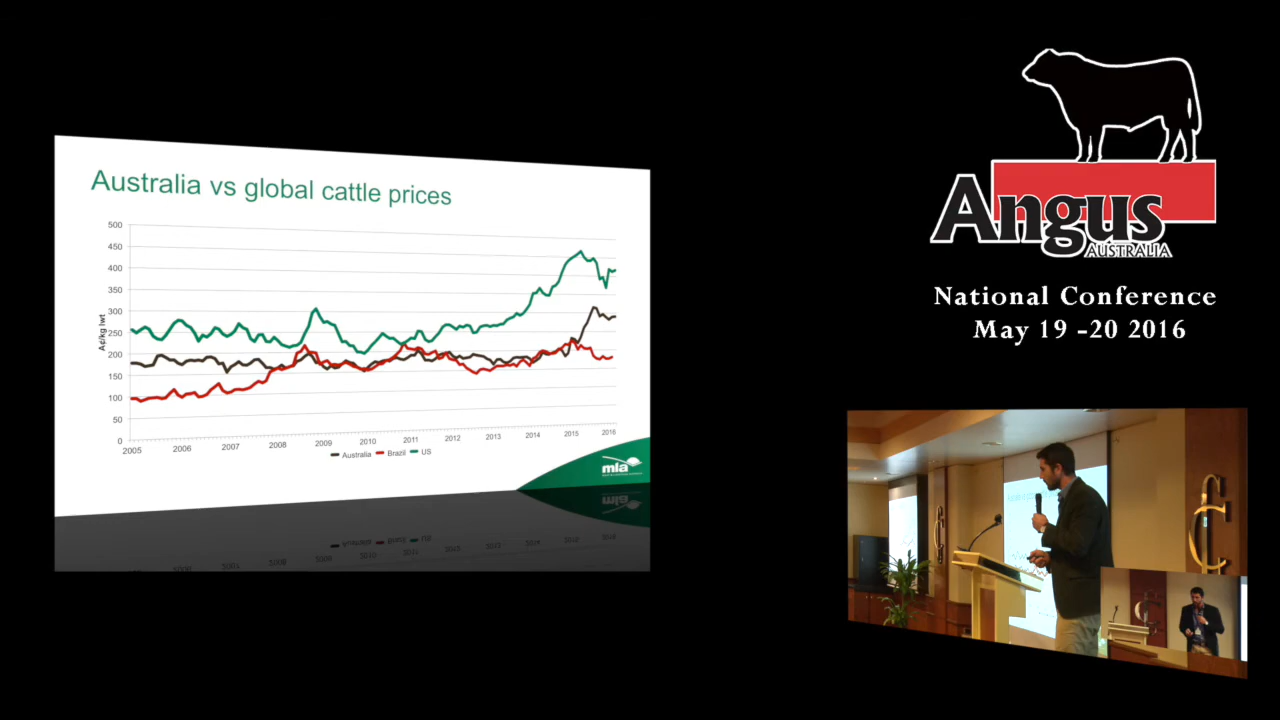 Australia vs global cattle prices
500
450
400
350
300
250
200
150
100
50
0
A¢/kg lwt
2005 2006 2007 2008 2009 2010 2011 2012 2013 2014 2015 2016
Australia Brazil US
mla
Angus
AUSTRALIA
National Conference
May 19 -20 2016